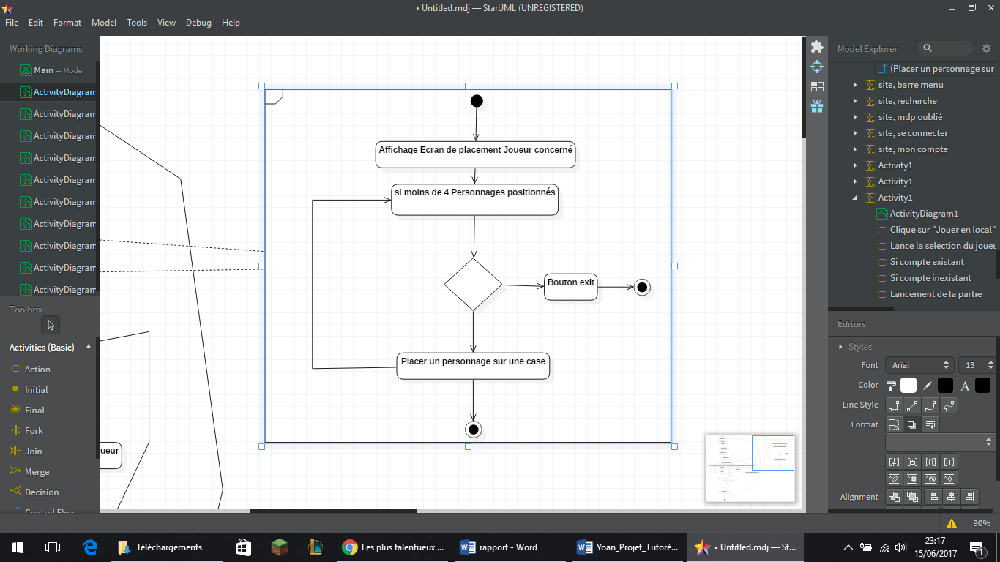 • Untitled.mdj — StarUML (UNREGISTERED)
File Edit Format Model Tools View Debug Help
Working Diagrams
Main — Model
ActivityDiagram
ActivityDiagram
ActivityDiagram
ActivityDiagram
ActivityDiagram
ActivityDiagram
ActivityDiagram
ActivityDiagram
ActivityDiagram
ActivityDiagram
Toolbox
Activities (Basic)
Action
Initial
Final
Fork
Join
Merge
Decision
Control Flow
Affichage Ecran de placement Joueur concerné
si moins de 4 Personnages positionnés
Bouton exit
Placer un personnage sur une case
ueur
Model Explorer
(Placer un personnage sur
site, barre menu
site, recherche
site, mdp oublié
site, se connecter
site, mon compte
Activity1
Activity1
Activity1
ActivityDiagram1
Clique sur "Jouer en local"
Lance la selection du joueu
Si compte existant
Si compte inexistant
Lancement de la partie
Editors
Styles
Font Arial 13
Color A
Line Style
Format
Alignment
90%
Téléchargements
Les plus talentueux ...
rapport - Word
Yoan_Projet_Tutoré...
• Untitled.mdj — St...
23:17
15/06/2017
1